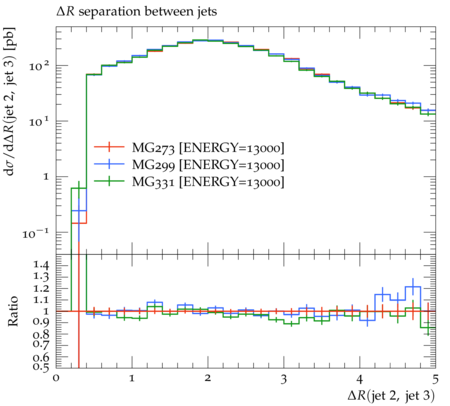 ΔR separation between jets
dσ/dΔR(jet 2, jet 3) [pb]
10²
10¹
1
10⁻¹
MG273 [ENERGY=13000]
MG299 [ENERGY=13000]
MG331 [ENERGY=13000]
Ratio
1.4
1.3
1.2
1.1
1
0.9
0.8
0.7
0.6
0.5
0 1 2 3 4 5
ΔR(jet 2, jet 3)